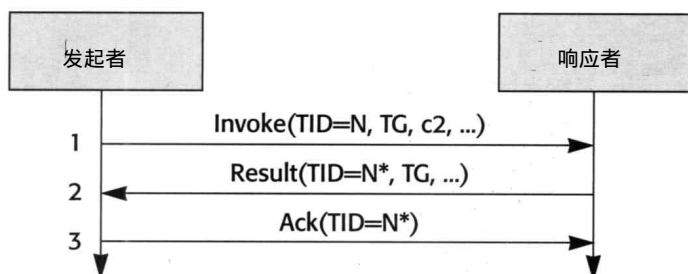 发起者
响应者
1 Invoke(TID=N, TG, c2, ...)
2 Result(TID=N*, TG, ...)
3 Ack(TID=N*)